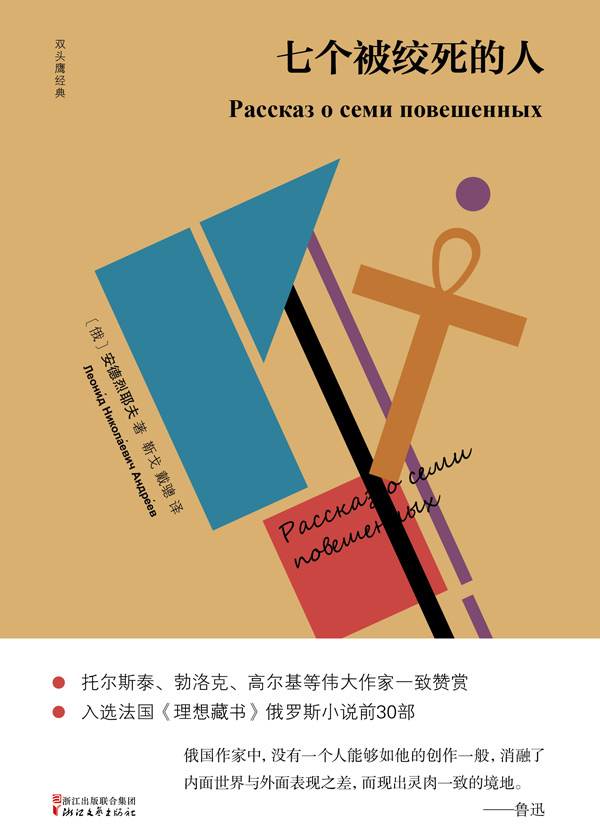 双头鹰经典
七个被绞死的人
Рассказ о семи повешенных
〔俄〕安德烈耶夫 著 靳戈 戴骢 译
Леони́д Никола́евич Андре́ев
Рассказ о семи
повешенных
托尔斯泰、勃洛克、高尔基等伟大作家一致赞赏
入选法国《理想藏书》俄罗斯小说前30部
俄国作家中，没有一个人能够如他的创作一般，消融了
内面世界与外面表现之差，而现出灵肉一致的境地。
——鲁迅
浙江出版联合集团
浙江文艺出版社